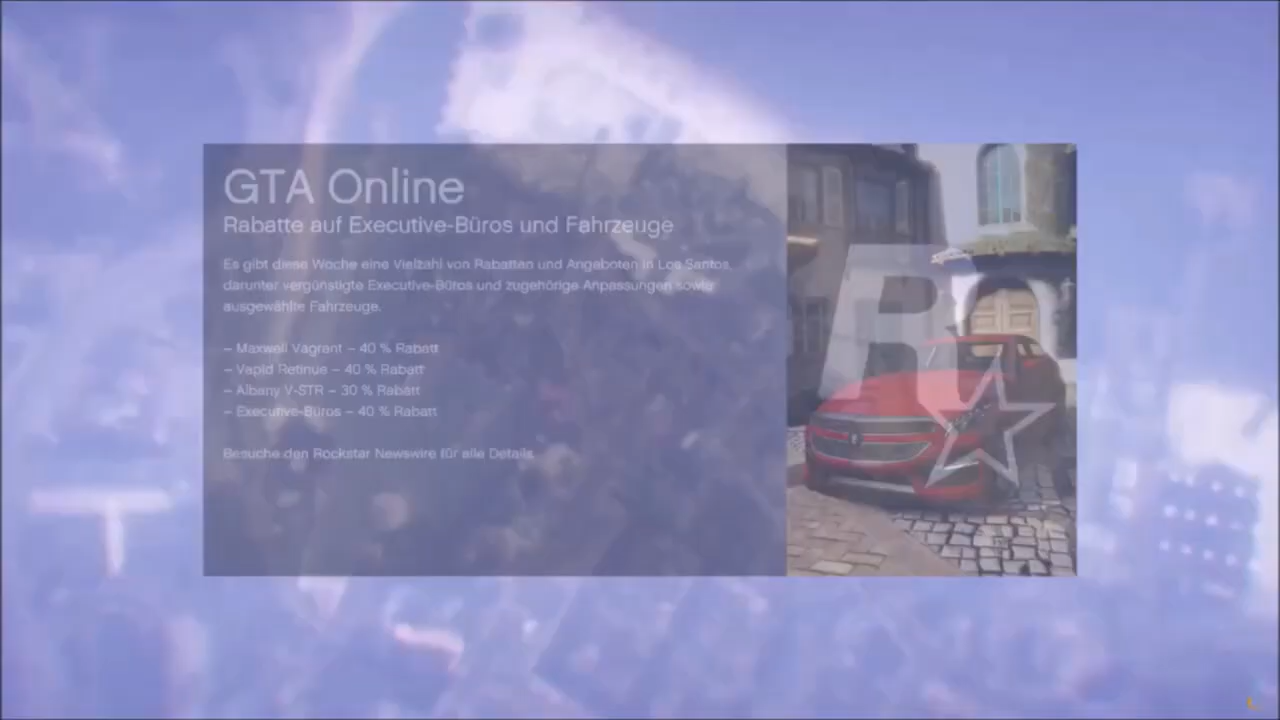 GTA Online
Rabatte auf Executive-Büros und Fahrzeuge
Es gibt diese Woche eine Vielzahl von Rabatten und Angeboten in Los Santos,
darunter vergünstigte Executive-Büros und zugehörige Anpassungen sowie
ausgewählte Fahrzeuge.
– Maxwell Vagrant – 40 % Rabatt
– Vapid Retinue – 40 % Rabatt
– Albany V-STR – 30 % Rabatt
– Executive-Büros – 40 % Rabatt
Besuche den Rockstar Newswire für alle Details.
R